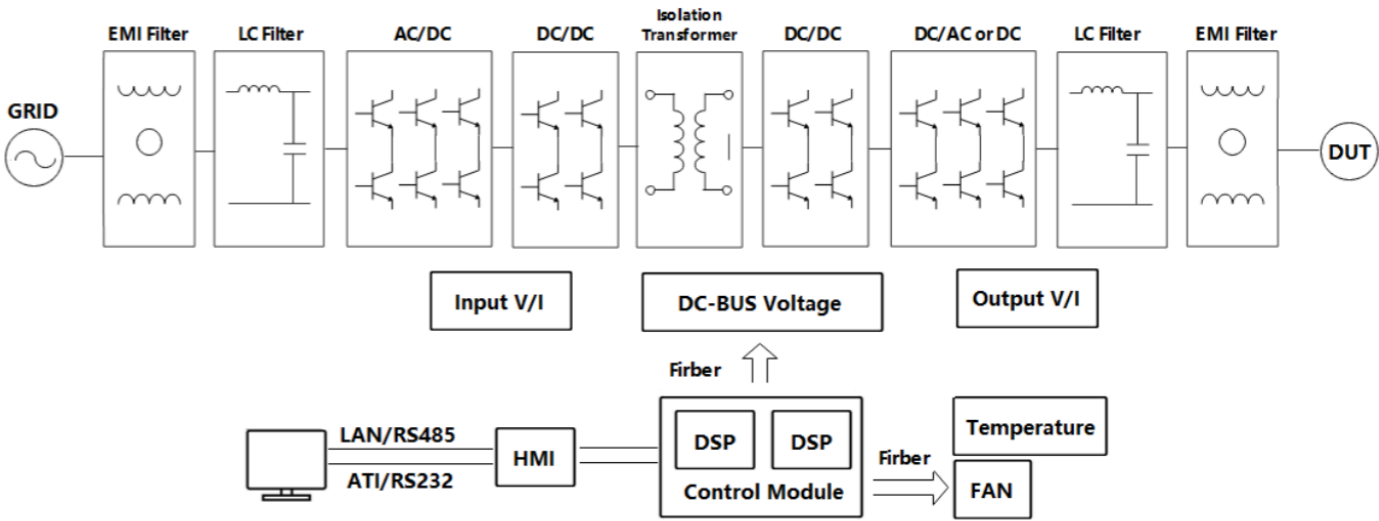 Isolation
EMI Filter LC Filter AC/DC DC/DC Transformer DC/DC DC/AC or DC LC Filter EMI Filter
GRID
DUT
Input V/I DC-BUS Voltage Output V/I
Firber
LAN/RS485
ATI/RS232
HMI
DSP DSP
Control Module
Firber
Temperature
FAN